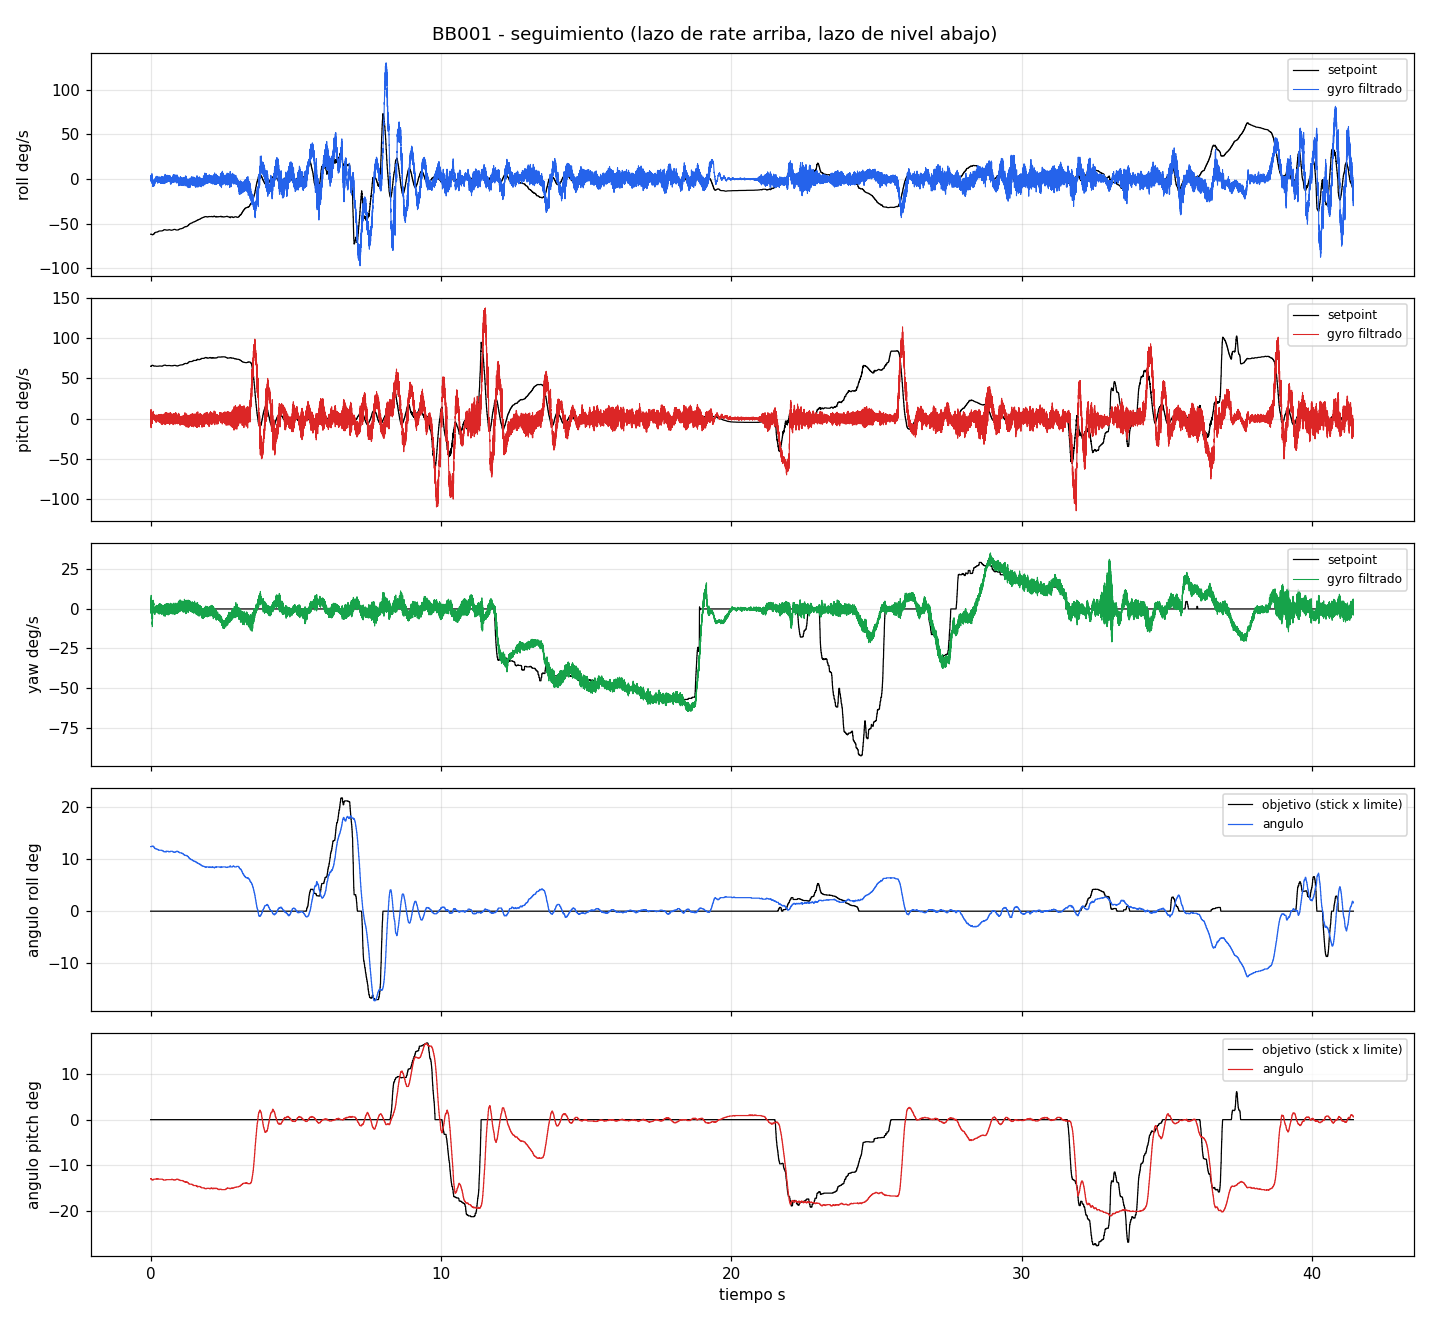 BB001 - seguimiento (lazo de rate arriba, lazo de nivel abajo)
roll deg/s
100
50
0
−50
−100
setpoint
gyro filtrado
pitch deg/s
150
100
50
0
−50
−100
setpoint
gyro filtrado
yaw deg/s
25
0
−25
−50
−75
setpoint
gyro filtrado
angulo roll deg
20
10
0
−10
objetivo (stick x limite)
angulo
angulo pitch deg
10
0
−10
−20
objetivo (stick x limite)
angulo
0
10
20
30
40
tiempo s